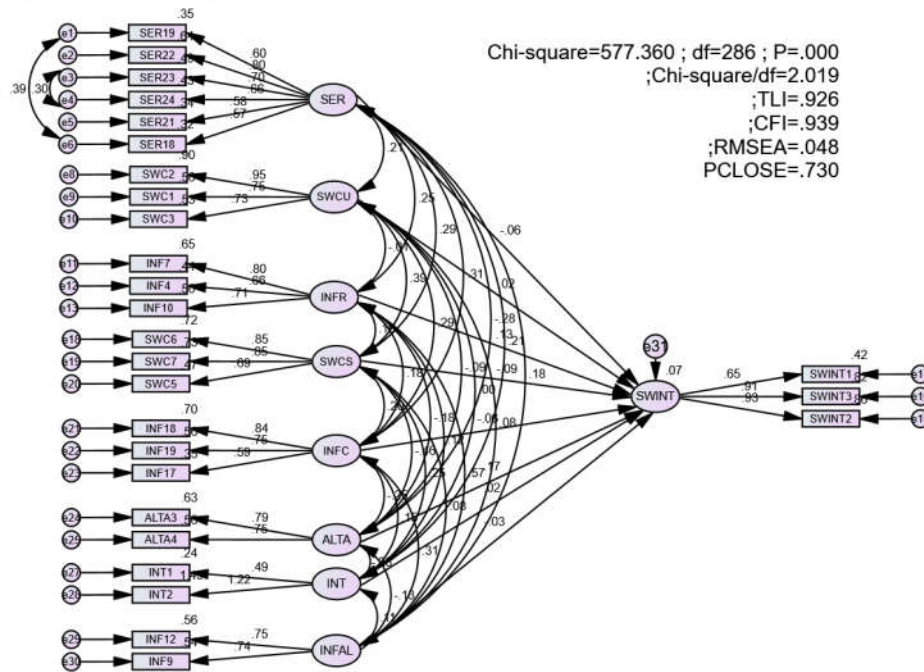 Chi-square=577.360 ; df=286 ; P=.000
;Chi-square/df=2.019
;TLI=.926
;CFI=.939
;RMSEA=.048
PCLOSE=.730
.35
e1 SER19 .60
e2 SER22 .80
e3 SER23 .70
e4 SER24 .66
e5 SER21 .58
e6 SER18 .57
.39 .30
SER
.90
e8 SWC2 .95
e9 SWC1 .75
e10 SWC3 .73
SWCU
.65
e11 INF7 .80
e12 INF4 .66
e13 INF10 .71
INFR
.72
e18 SWC6 .85
e19 SWC7 .85
e20 SWC5 .69
SWCS
.70
e21 INF18 .84
e22 INF19 .75
e23 INF17 .59
INFC
.63
e24 ALTA3 .79
e25 ALTA4 .75
ALTA
.24
e27 INT1 .49
e28 INT2 1.22
INT
.56
e29 INF12 .75
e30 INF9 .74
INFAL
.21
.25
.29
.31
.39
.29
-.06
.02
-.28
-.13
.21
.18
-.09
-.09
.18
-.18
.08
.57
.17
.02
.08
-.03
.31
-.13
.11
e31
.07
SWINT
.42
.65 SWINT1
.91 SWINT3
.93 SWINT2